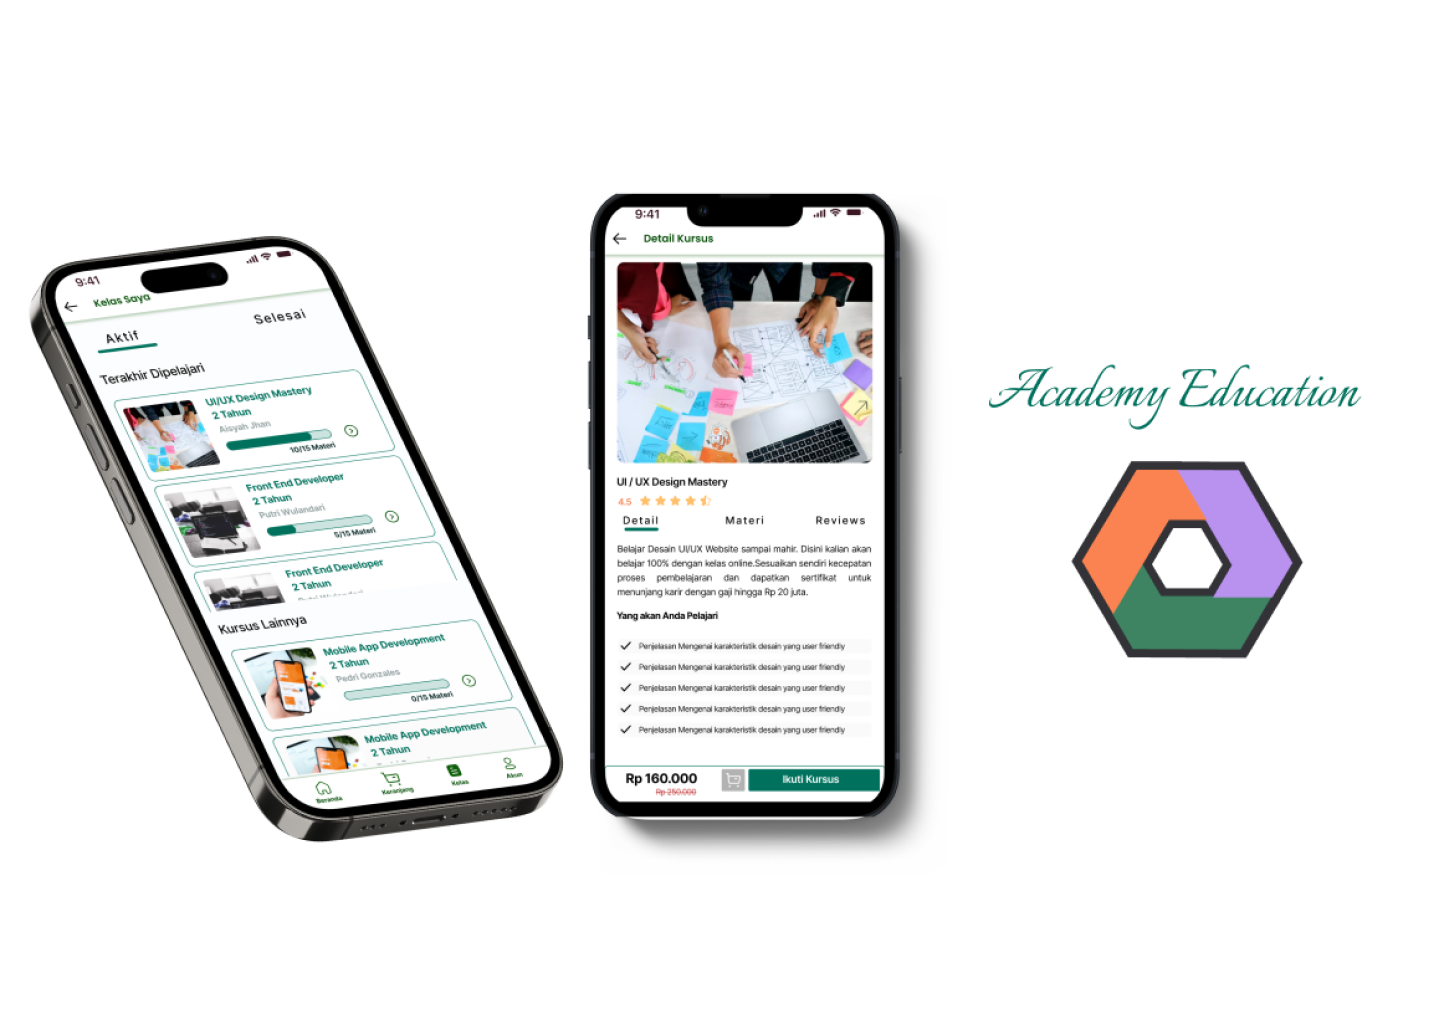 9:41
Kelas Saya
Aktif
Selesai
Terakhir Dipelajari
UI/UX Design Mastery
2 Tahun
Aisyah Jhan
10/15 Materi
Front End Developer
2 Tahun
Putri Wulandari
5/15 Materi
Front End Developer
2 Tahun
Kursus Lainnya
Mobile App Development
2 Tahun
Pedri Gonzales
0/15 Materi
Mobile App Development
2 Tahun
Beranda
Keranjang
Kelas
Akun
9:41
Detail Kursus
UI / UX Design Mastery
4.5
Detail
Materi
Reviews
Belajar Desain UI/UX Website sampai mahir. Disini kalian akan
belajar 100% dengan kelas online.Sesuaikan sendiri kecepatan
proses pembelajaran dan dapatkan sertifikat untuk
menunjang karir dengan gaji hingga Rp 20 juta.
Yang akan Anda Pelajari
Penjelasan Mengenai karakteristik desain yang user friendly
Penjelasan Mengenai karakteristik desain yang user friendly
Penjelasan Mengenai karakteristik desain yang user friendly
Penjelasan Mengenai karakteristik desain yang user friendly
Penjelasan Mengenai karakteristik desain yang user friendly
Rp 160.000
Rp 250.000
Ikuti Kursus
Academy Education